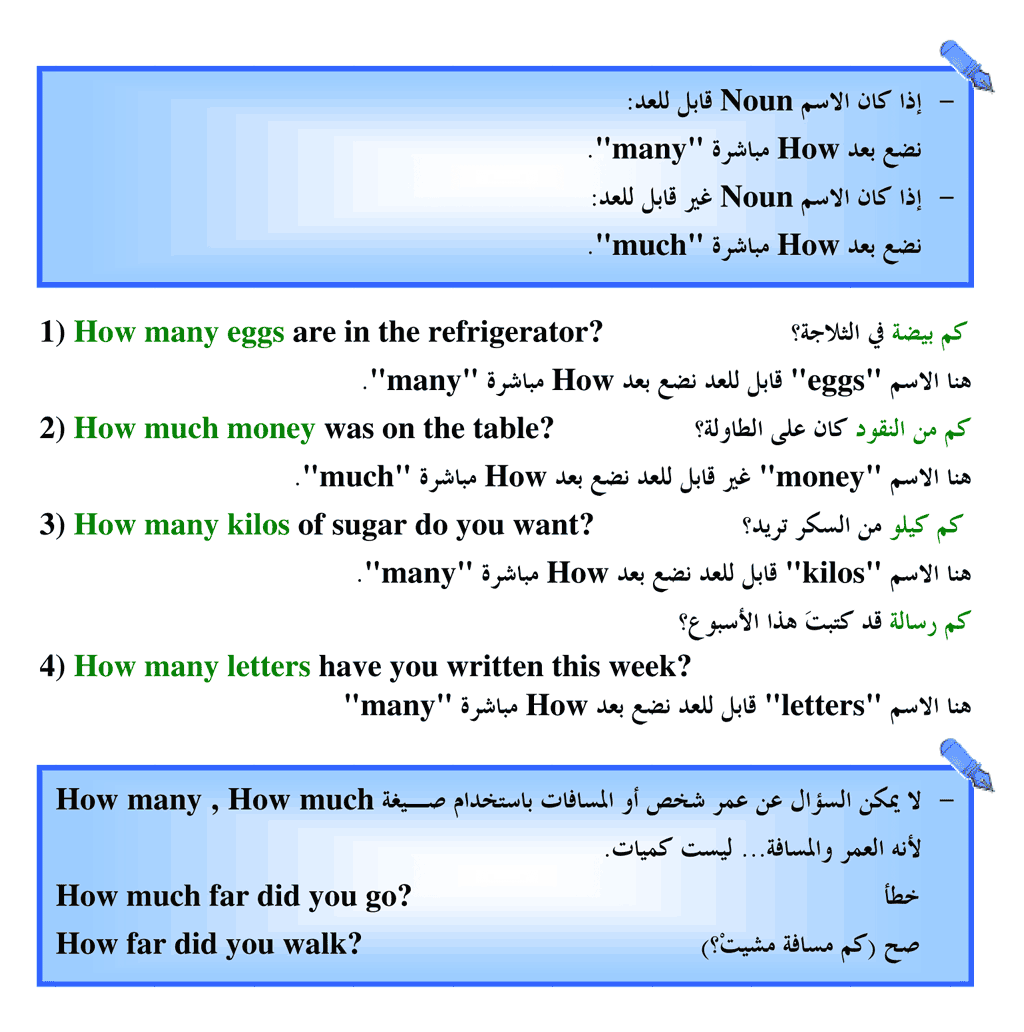 - إذا كان الاسم Noun قابل للعد:
نضع بعد How مباشرة "many".
- إذا كان الاسم Noun غير قابل للعد:
نضع بعد How مباشرة "much".
1) How many eggs are in the refrigerator? كم بيضة في الثلاجة؟
هنا الاسم "eggs" قابل للعد نضع بعد How مباشرة "many".
2) How much money was on the table? كم من النقود كان على الطاولة؟
هنا الاسم "money" غير قابل للعد نضع بعد How مباشرة "much".
3) How many kilos of sugar do you want? كم كيلو من السكر تريد؟
هنا الاسم "kilos" قابل للعد نضع بعد How مباشرة "many".
كم رسالة قد كتبتَ هذا الأسبوع؟
4) How many letters have you written this week?
هنا الاسم "letters" قابل للعد نضع بعد How مباشرة "many"
- لا يمكن السؤال عن عمر شخص أو المسافات باستخدام صـــيغة How many , How much
لأنه العمر والمسافة... ليست كميات.
How much far did you go? خطأ
How far did you walk? صح (كم مسافة مشيتْ؟)